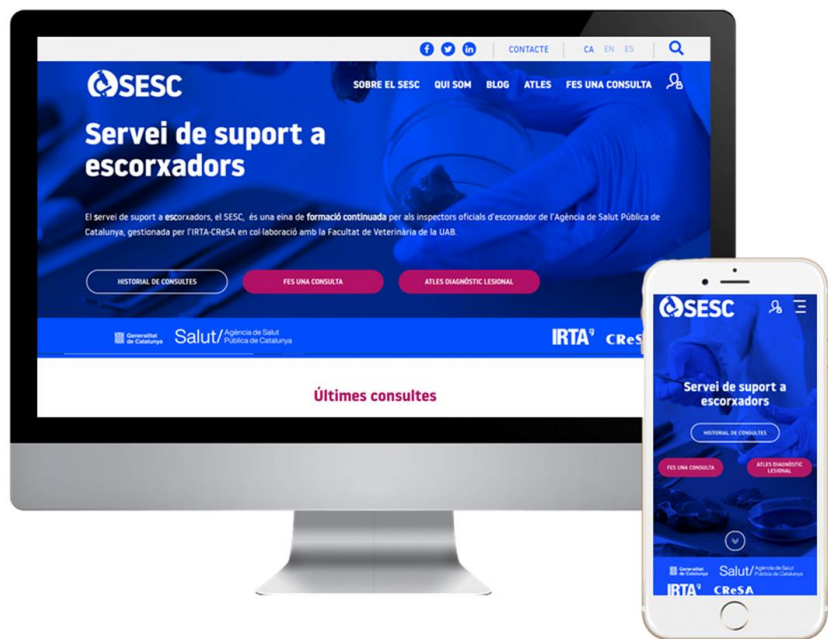 CONTACTE
CA EN ES
SESC
SOBRE EL SESC QUI SOM BLOG ATLES FES UNA CONSULTA
Servei de suport a
escorxadors
El servei de suport a escorxadors, el SESC, és una eina de formació continuada per als inspectors oficials d'escorxador de l'Agència de Salut Pública de
Catalunya, gestionada per l'IRTA-CReSA en col·laboració amb la Facultat de Veterinària de la UAB.
HISTORIAL DE CONSULTES
FES UNA CONSULTA
ATLES DIAGNÒSTIC LESIONAL
Generalitat
de Catalunya
Salut/
Agència de Salut
Pública de Catalunya
IRTA
CReS
Últimes consultes
SESC
Servei de suport a
escorxadors
HISTORIAL DE CONSULTES
FES UNA CONSULTA
ATLES DIAGNÒSTIC
LESIONAL
Generalitat
de Catalunya
Salut/
Agència de Salut
Pública de Catalunya
IRTA
CReSA